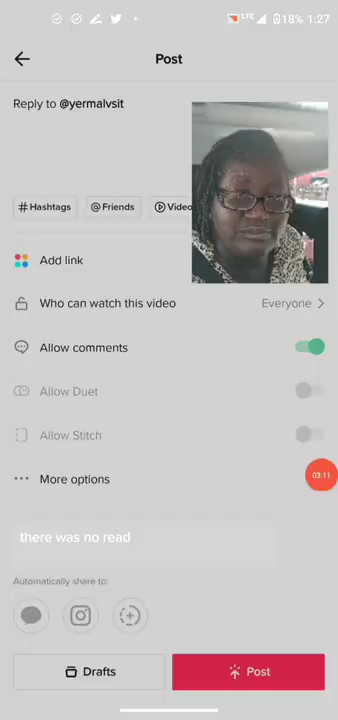 LTE 18% 1:27
Post
Reply to @yermalvsit
# Hashtags @ Friends Video
Add link
Who can watch this video Everyone
Allow comments
Allow Duet
Allow Stitch
More options
03:11
there was no read
Automatically share to:
Drafts Post